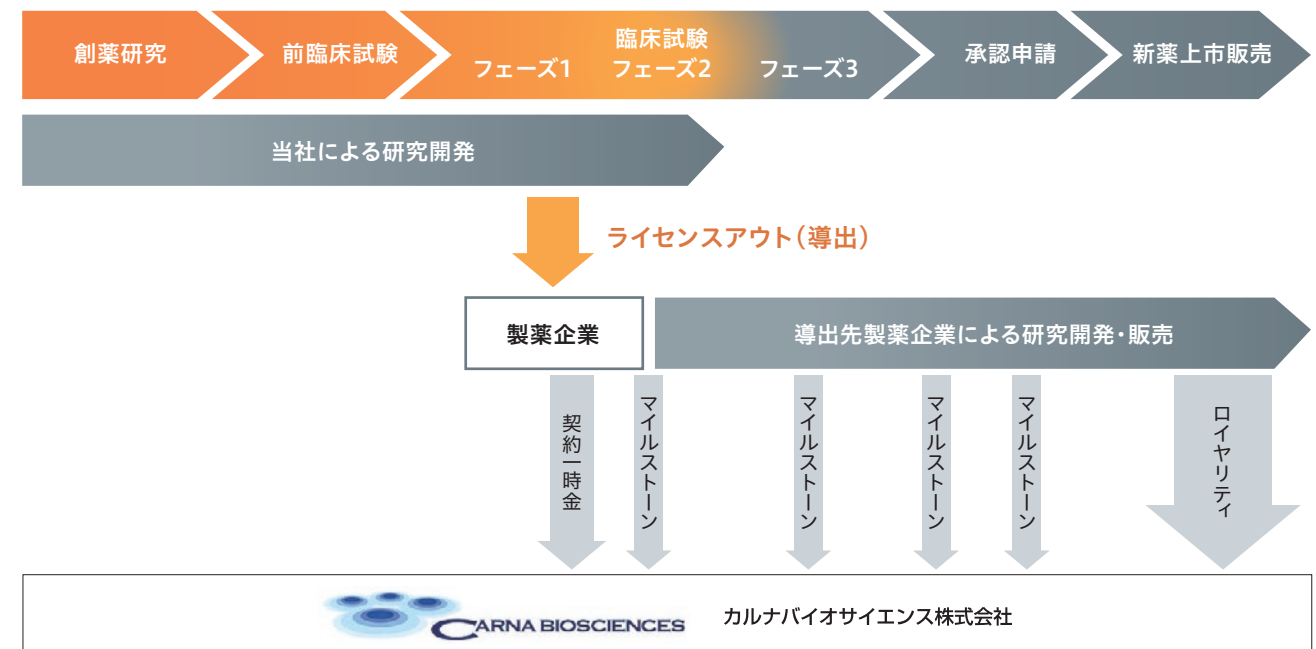 創薬研究
前臨床試験
臨床試験
フェーズ1
フェーズ2
フェーズ3
承認申請
新薬上市販売
当社による研究開発
ライセンスアウト(導出)
製薬企業
導出先製薬企業による研究開発・販売
契約一時金
マイルストーン
マイルストーン
マイルストーン
マイルストーン
ロイヤリティ
CARNA BIOSCIENCES
カルナバイオサイエンス株式会社